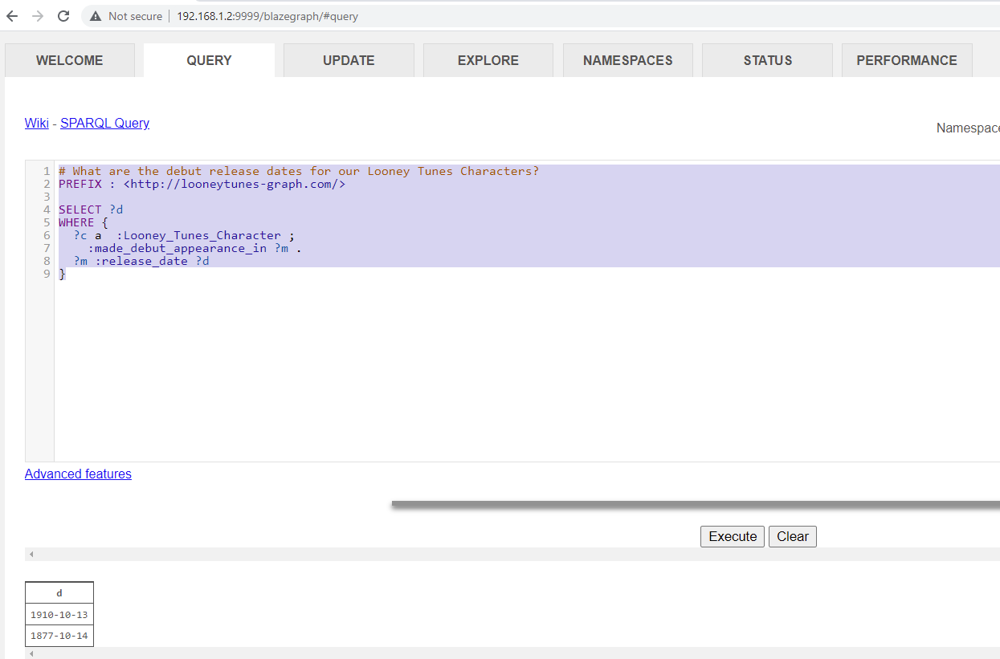 Not secure | 192.168.1.2:9999/blazegraph/#query
WELCOME QUERY UPDATE EXPLORE NAMESPACES STATUS PERFORMANCE
Wiki - SPARQL Query
Namespace
1 # What are the debut release dates for our Looney Tunes Characters?
2 PREFIX : <http://looneytunes-graph.com/>
3
4 SELECT ?d
5 WHERE {
6 ?c a  :Looney_Tunes_Character ;
7 :made_debut_appearance_in ?m .
8 ?m :release_date ?d
9 }
Advanced features
Execute Clear
d
1910-10-13
1877-10-14